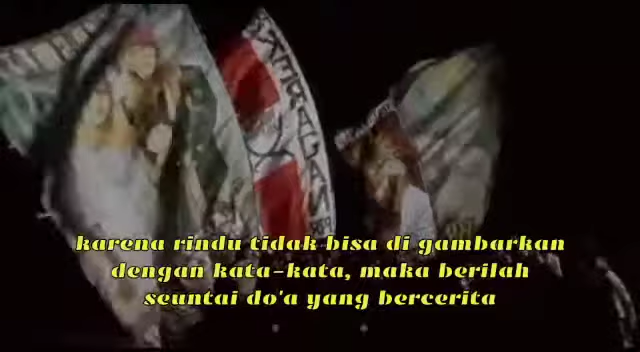 karena rindu tidak bisa di gambarkan
dengan kata-kata, maka berilah
seuntai do'a yang bercerita